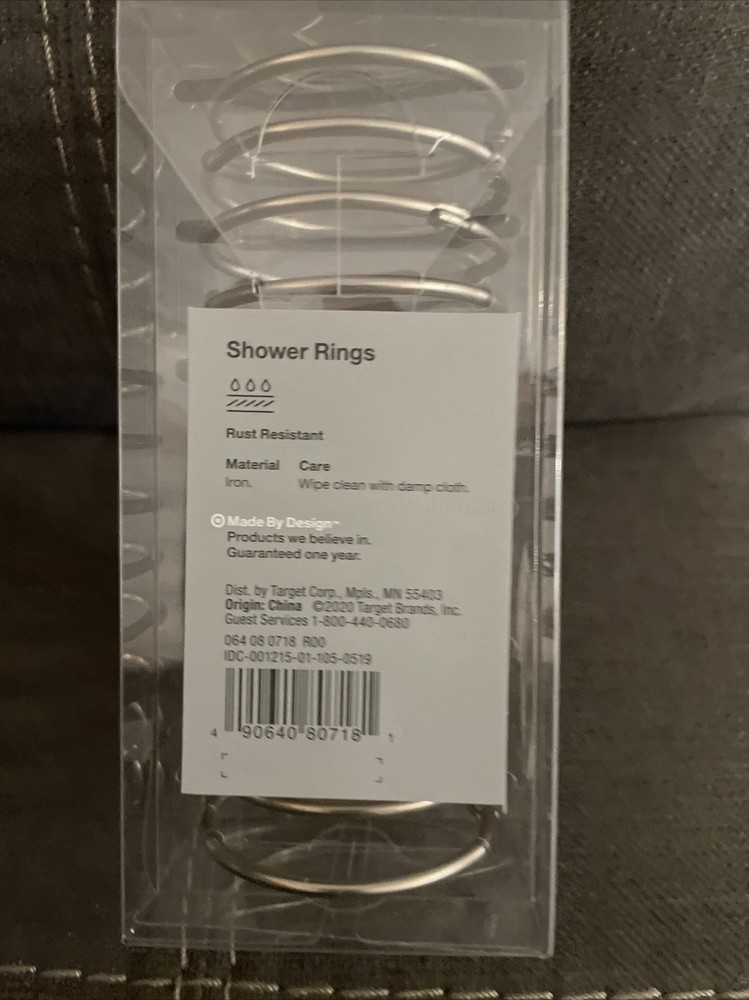 Shower Rings
Rust Resistant
Material Care
Iron. Wipe clean with damp cloth.
Made By Design™
Products we believe in.
Guaranteed one year.
Dist. by Target Corp., Mpls., MN 55403
Origin: China ©2020 Target Brands, Inc.
Guest Services 1-800-440-0680
064 08 0718 R00
IDC-001215-01-105-0519
4 90640 80718 1